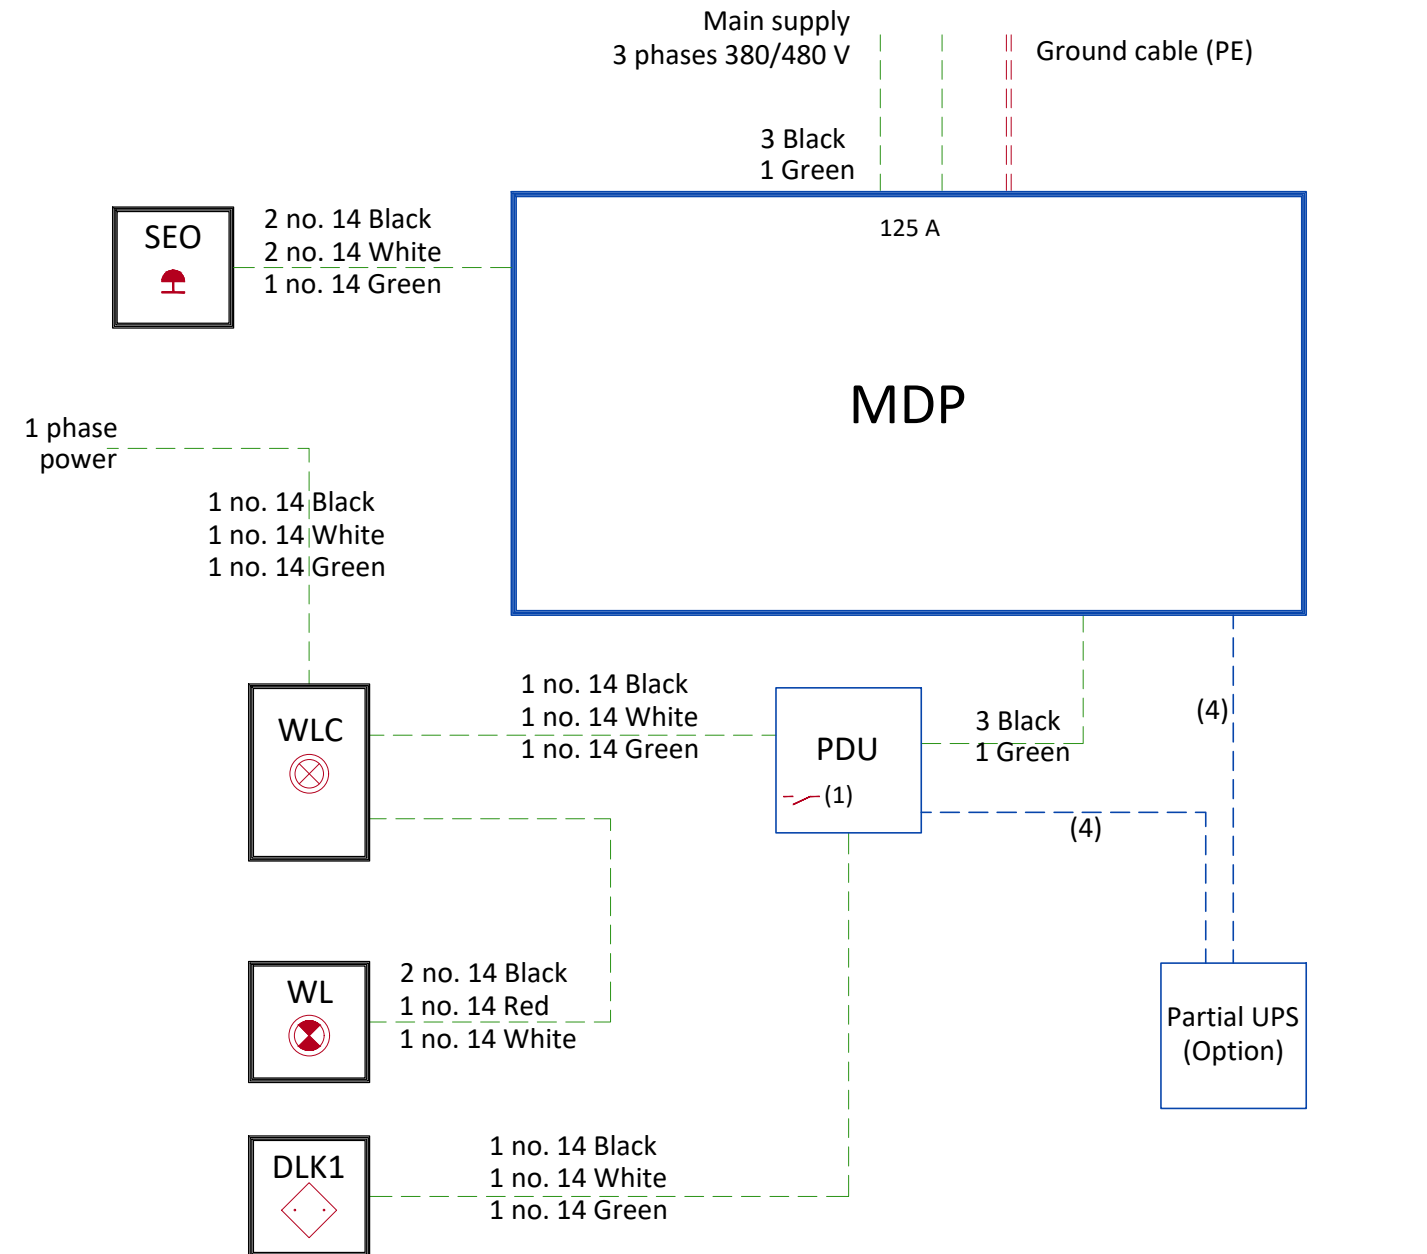 Main supply
3 phases 380/480 V
Ground cable (PE)
3 Black
1 Green
125 A
SEO
2 no. 14 Black
2 no. 14 White
1 no. 14 Green
MDP
1 phase
power
1 no. 14 Black
1 no. 14 White
1 no. 14 Green
WLC
1 no. 14 Black
1 no. 14 White
1 no. 14 Green
PDU
(1)
3 Black
1 Green
(4)
(4)
WL
2 no. 14 Black
1 no. 14 Red
1 no. 14 White
Partial UPS
(Option)
DLK1
1 no. 14 Black
1 no. 14 White
1 no. 14 Green